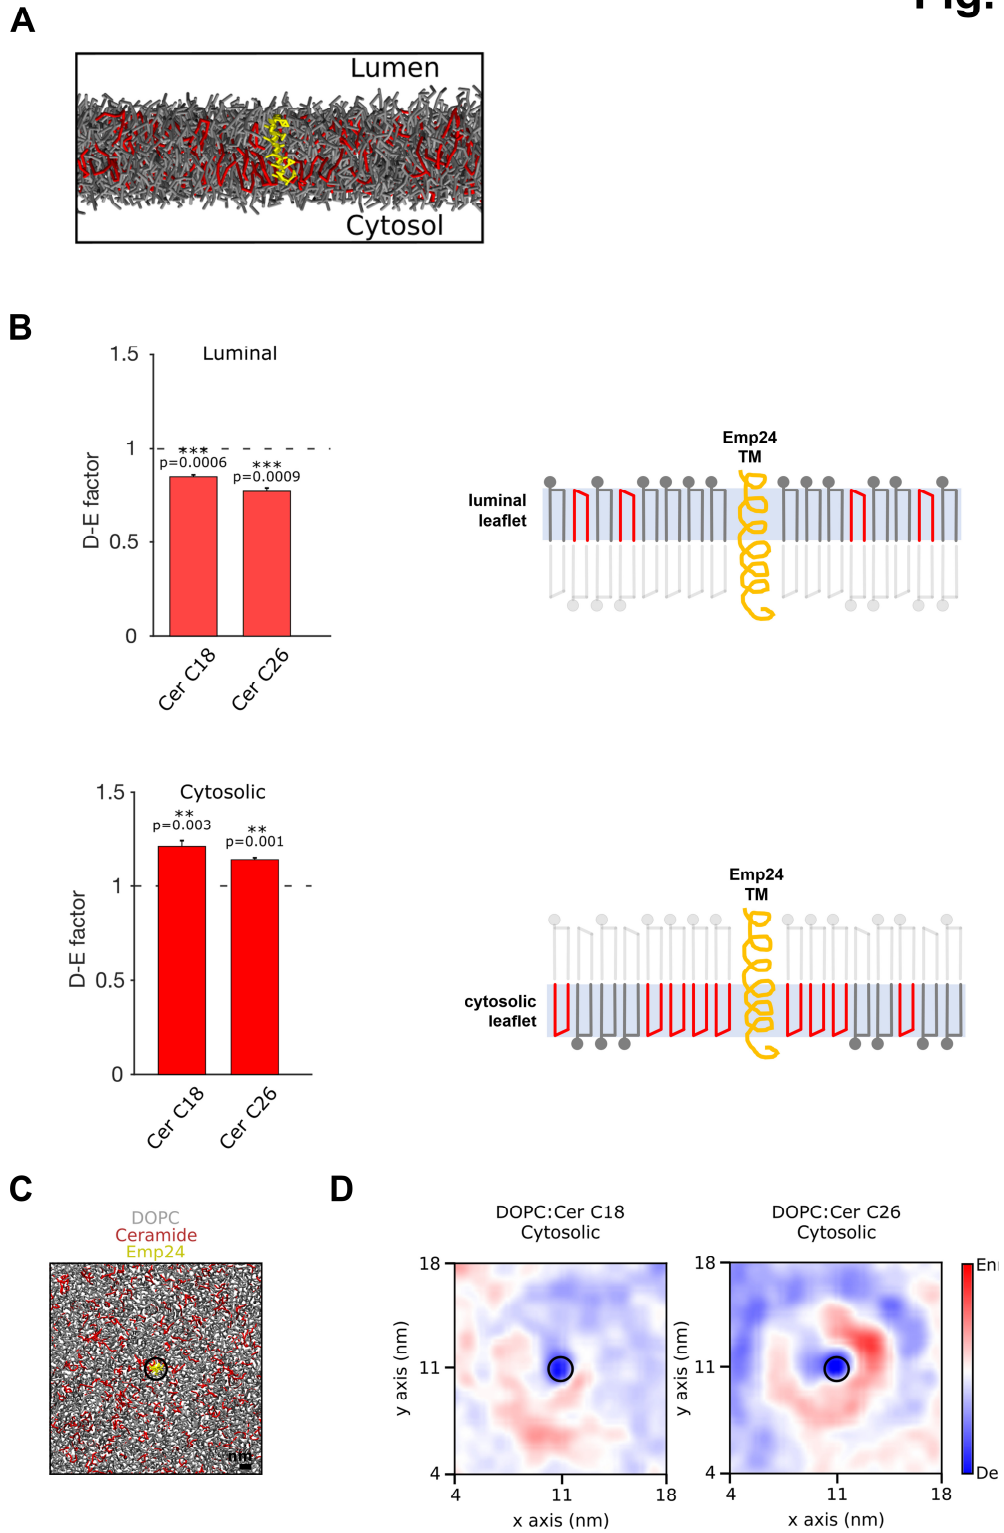 Fig.
A
Lumen
Cytosol
B
Luminal
1.5
1
0.5
0
D-E factor
***
p=0.0006
***
p=0.0009
Cer C18
Cer C26
Emp24
TM
luminal
leaflet
Cytosolic
1.5
1
0.5
0
D-E factor
**
p=0.003
**
p=0.001
Cer C18
Cer C26
Emp24
TM
cytosolic
leaflet
C
DOPC
Ceramide
Emp24
nm
D
DOPC:Cer C18
Cytosolic
18
11
4
y axis (nm)
4 11 18
x axis (nm)
DOPC:Cer C26
Cytosolic
18
11
4
y axis (nm)
4 11 18
x axis (nm)